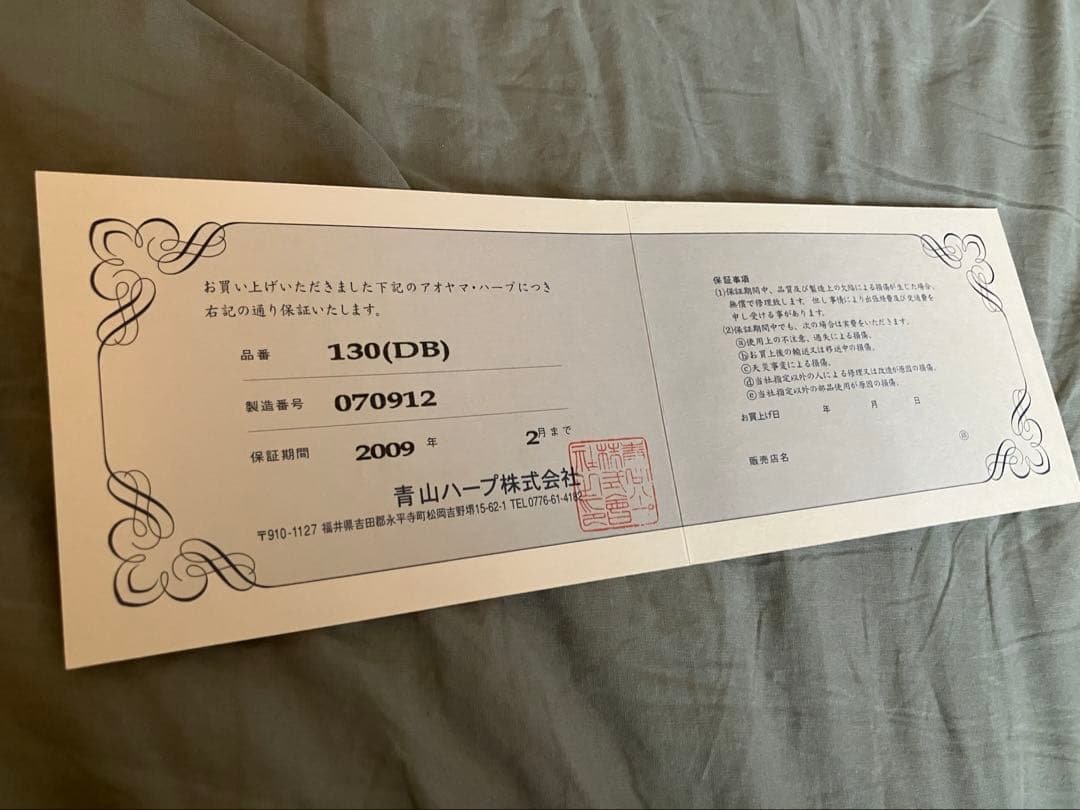 お買い上げいただきました下記のアオヤマ・ハープにつき
右記の通り保証いたします。
品番 130(DB)
製造番号 070912
保証期間 2009年 2月まで
青山ハープ株式会社
〒910-1127 福井県吉田郡永平寺町松岡吉野堺15-62-1 TEL0776-61-4182
保証事項
(1)保証期間中、品質及び製造上の欠陥による損傷が生じた場合、
無償で修理致します。但し事情により出張経費及び交通費を
申し受ける事があります。
(2)保証期間中でも、次の場合は実費をいただきます。
ⓐ使用上の不注意、過失による損傷。
ⓑお買上後の輸送又は移送中の損傷。
ⓒ天災事変による損傷。
ⓓ当社指定以外の人による修理又は改造が原因の損傷。
ⓔ当社指定以外の部品使用が原因の損傷。
お買上げ日 年 月 日
販売店名